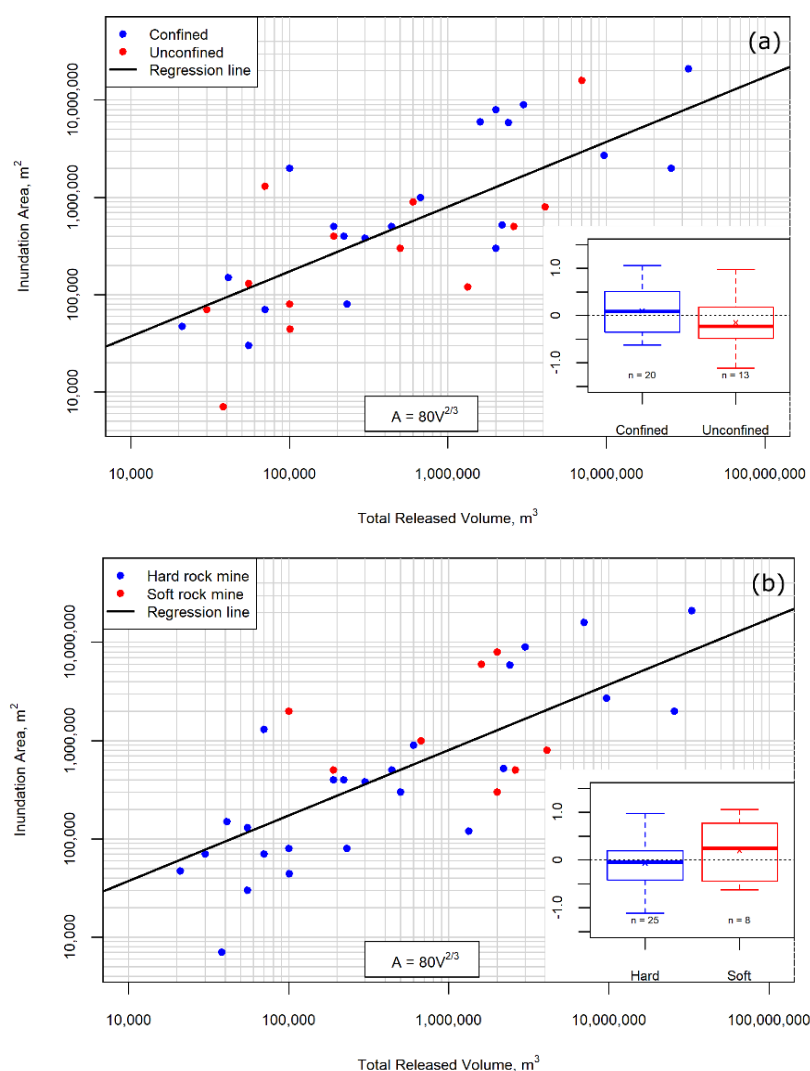 Confined
Unconfined
Regression line
(a)
Inundation Area, m²
10,000,000
1,000,000
100,000
10,000
A = 80V^2/3
1.0
0
-1.0
n = 20
n = 13
Confined
Unconfined
10,000
100,000
1,000,000
10,000,000
100,000,000
Total Released Volume, m³
Hard rock mine
Soft rock mine
Regression line
(b)
Inundation Area, m²
10,000,000
1,000,000
100,000
10,000
A = 80V^2/3
1.0
0
-1.0
n = 25
n = 8
Hard
Soft
10,000
100,000
1,000,000
10,000,000
100,000,000
Total Released Volume, m³